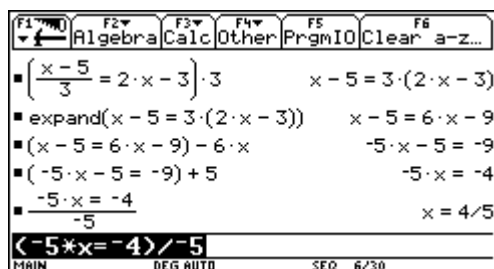 F1 F2 F3 F4 F5 F6
Algebra Calc Other PrgmIO Clear a-z…
((x - 5)/3 = 2·x - 3)·3 x - 5 = 3·(2·x - 3)
expand(x - 5 = 3·(2·x - 3)) x - 5 = 6·x - 9
(x - 5 = 6·x - 9) - 6·x -5·x - 5 = -9
(-5·x - 5 = -9) + 5 -5·x = -4
(-5·x = -4)/-5 x = 4/5
(-5*x=-4)/-5
MAIN DEG AUTO SEQ 6/30